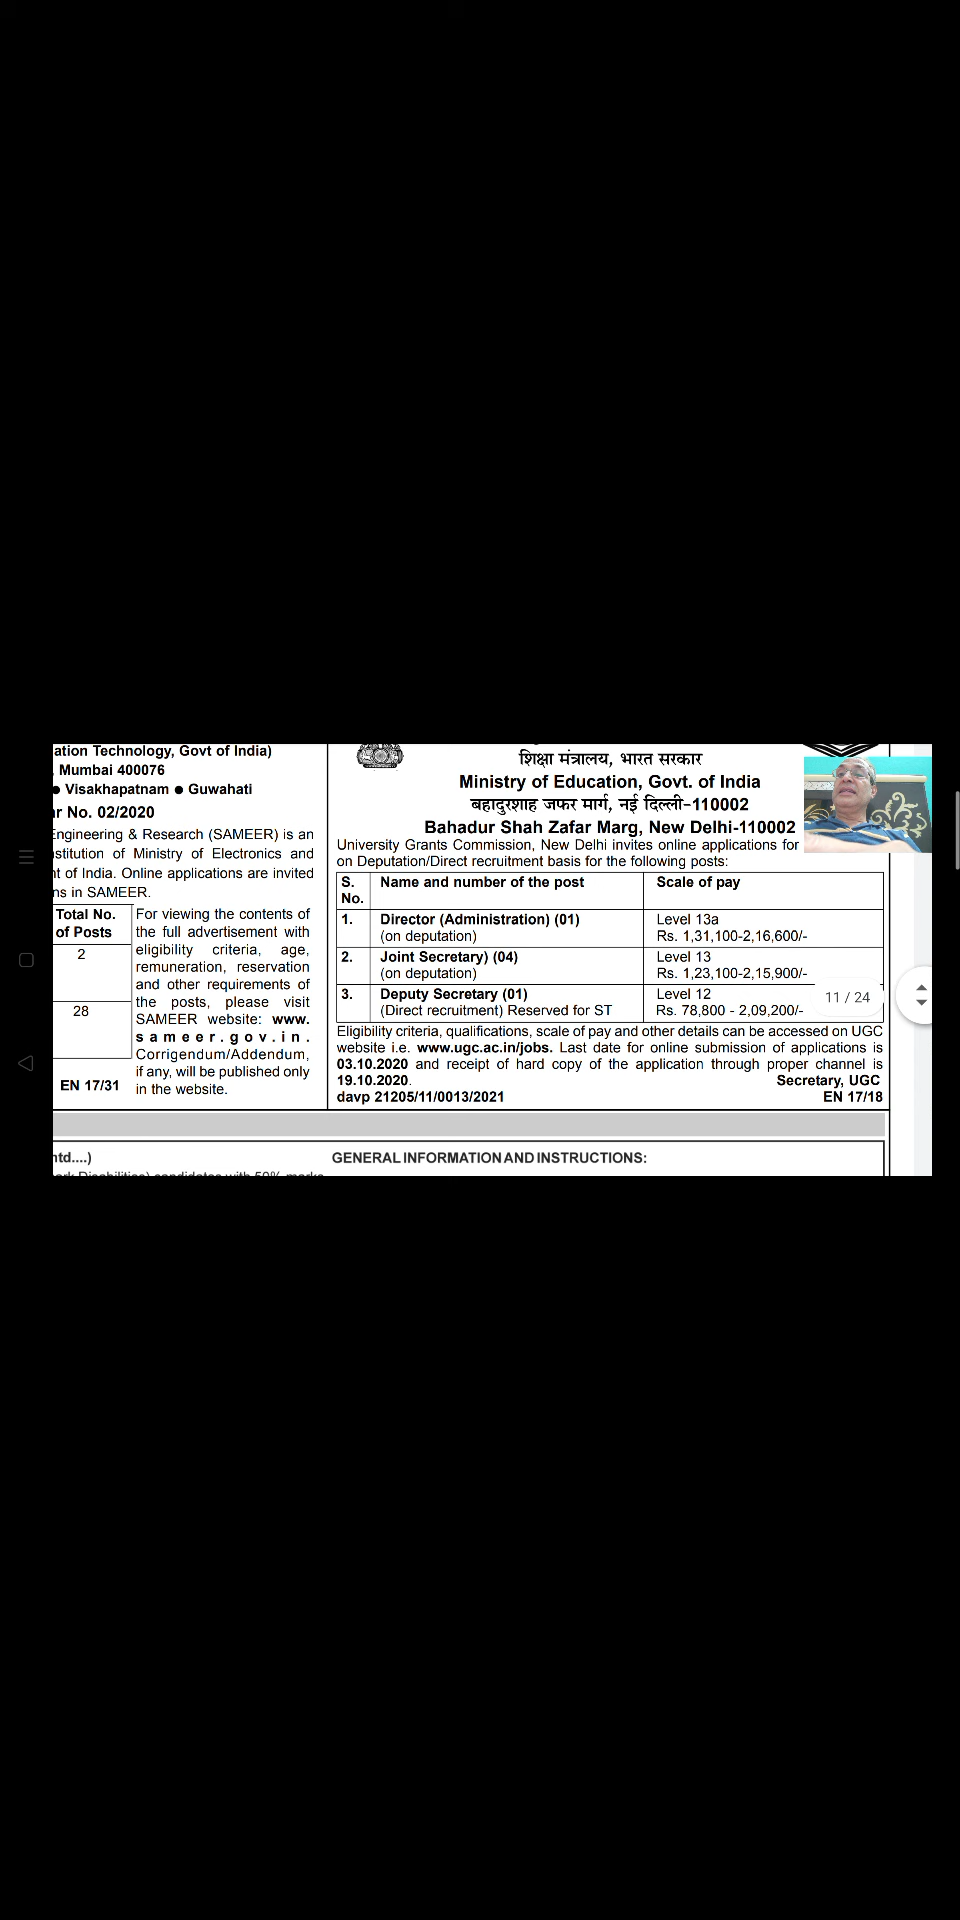 ation Technology, Govt of India)
, Mumbai 400076
● Visakhapatnam ● Guwahati
r No. 02/2020
Engineering & Research (SAMEER) is an
stitution of Ministry of Electronics and
t of India. Online applications are invited
ns in SAMEER.
Total No.
of Posts
2
28
EN 17/31
For viewing the contents of
the full advertisement with
eligibility criteria, age,
remuneration, reservation
and other requirements of
the posts, please visit
SAMEER website: www.
sameer.gov.in.
Corrigendum/Addendum,
if any, will be published only
in the website.
शिक्षा मंत्रालय, भारत सरकार
Ministry of Education, Govt. of India
बहादुरशाह जफर मार्ग, नई दिल्ली-110002
Bahadur Shah Zafar Marg, New Delhi-110002
University Grants Commission, New Delhi invites online applications for
on Deputation/Direct recruitment basis for the following posts:
S. No. Name and number of the post Scale of pay
1. Director (Administration) (01) Level 13a
(on deputation) Rs. 1,31,100-2,16,600/-
2. Joint Secretary) (04) Level 13
(on deputation) Rs. 1,23,100-2,15,900/-
3. Deputy Secretary (01) Level 12
(Direct recruitment) Reserved for ST Rs. 78,800 - 2,09,200/-
11 / 24
Eligibility criteria, qualifications, scale of pay and other details can be accessed on UGC
website i.e. www.ugc.ac.in/jobs. Last date for online submission of applications is
03.10.2020 and receipt of hard copy of the application through proper channel is
19.10.2020. Secretary, UGC
davp 21205/11/0013/2021 EN 17/18
ntd....) GENERAL INFORMATION AND INSTRUCTIONS: